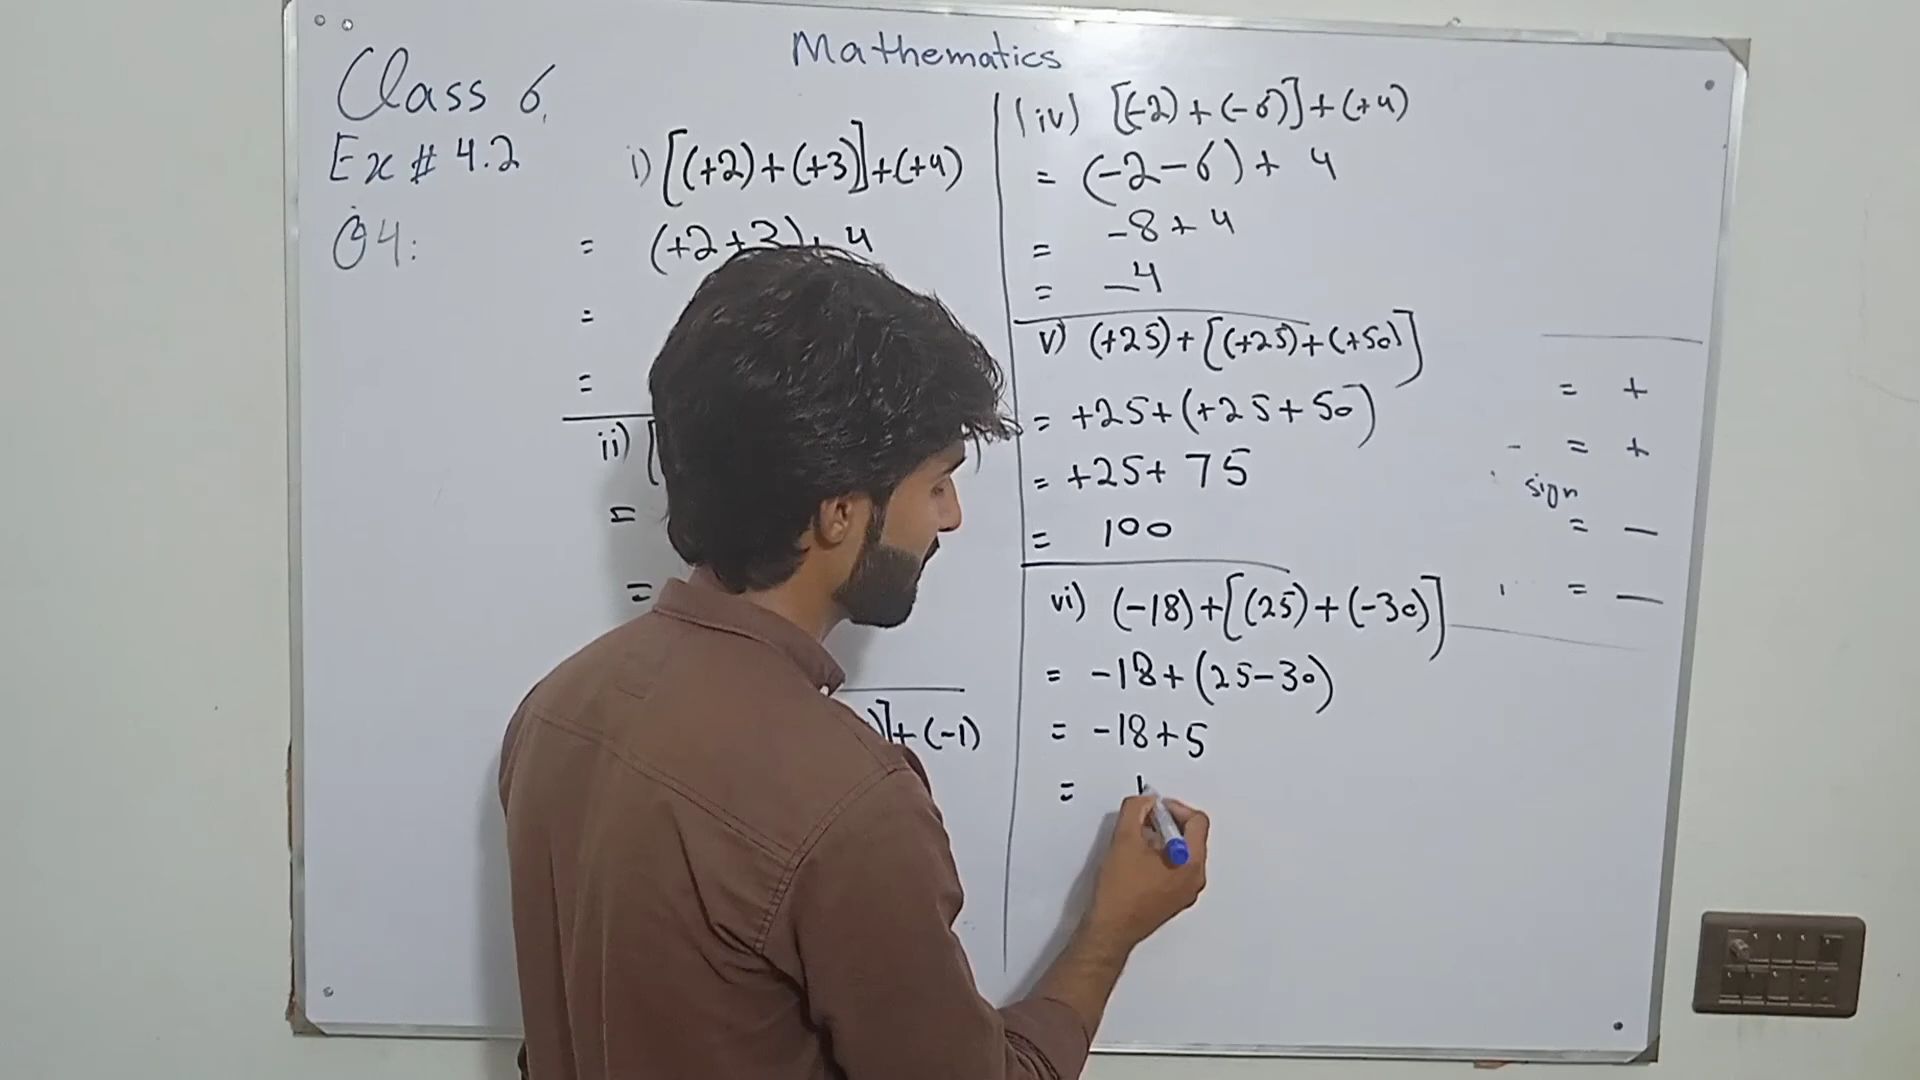 Mathematics
Class 6
Ex # 4.2
Q4:
i) [(+2)+(+3)]+(+4)
= (+2+3)+4
=
=
ii) [
=
=
)]+(-1)
(iv) [(-2)+(-6)]+(+4)
= (-2-6)+4
= -8+4
= -4
v) (+25)+[(+25)+(+50)]
= +25+(+25+50)
= +25+75
= 100
vi) (-18)+[(25)+(-30)]
= -18+(25-30)
= -18+5
=
= +
- = +
sign
= -
= -